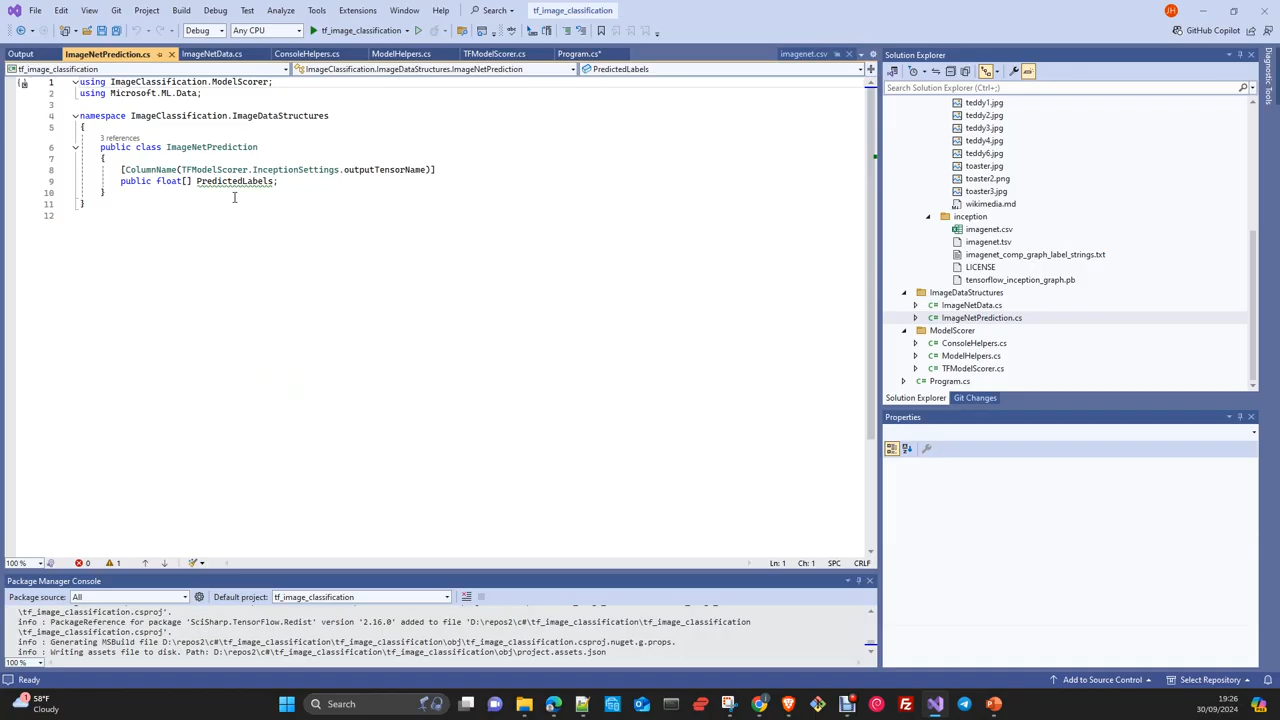 File Edit View Git Project Build Debug Test Analyze Tools Extensions Window Help Search tf_image_classification JH
Debug Any CPU tf_image_classification GitHub Copilot
Output ImageNetPrediction.cs ImageNetData.cs ConsoleHelpers.cs ModelHelpers.cs TFModelScorer.cs Program.cs* imagenet.csv
tf_image_classification ImageClassification.ImageDataStructures.ImageNetPrediction PredictedLabels
1 using ImageClassification.ModelScorer;
2 using Microsoft.ML.Data;
3
4 namespace ImageClassification.ImageDataStructures
5 {
3 references
6 public class ImageNetPrediction
7 {
8 [ColumnName(TFModelScorer.InceptionSettings.outputTensorName)]
9 public float[] PredictedLabels;
10 }
11 }
12
100 % 0 1 Ln: 1 Ch: 1 SPC CRLF
Package Manager Console
Package source: All Default project: tf_image_classification
\tf_image_classification.csproj'.
info : PackageReference for package 'SciSharp.TensorFlow.Redist' version '2.16.0' added to file 'D:\repos2\c#\tf_image_classification\tf_image_classification
\tf_image_classification.csproj'.
info : Generating MSBuild file D:\repos2\c#\tf_image_classification\tf_image_classification\obj\tf_image_classification.csproj.nuget.g.props.
info : Writing assets file to disk. Path: D:\repos2\c#\tf_image_classification\tf_image_classification\obj\project.assets.json
100 %
Solution Explorer
Search Solution Explorer (Ctrl+;)
teddy1.jpg
teddy2.jpg
teddy3.jpg
teddy4.jpg
teddy6.jpg
toaster.jpg
toaster2.png
toaster3.jpg
wikimedia.md
inception
imagenet.csv
imagenet.tsv
imagenet_comp_graph_label_strings.txt
LICENSE
tensorflow_inception_graph.pb
ImageDataStructures
C# ImageNetData.cs
C# ImageNetPrediction.cs
ModelScorer
C# ConsoleHelpers.cs
C# ModelHelpers.cs
C# TFModelScorer.cs
C# Program.cs
Solution Explorer Git Changes
Properties
Diagnostic Tools
Ready Add to Source Control Select Repository
58°F
Cloudy
Search
19:26
30/09/2024